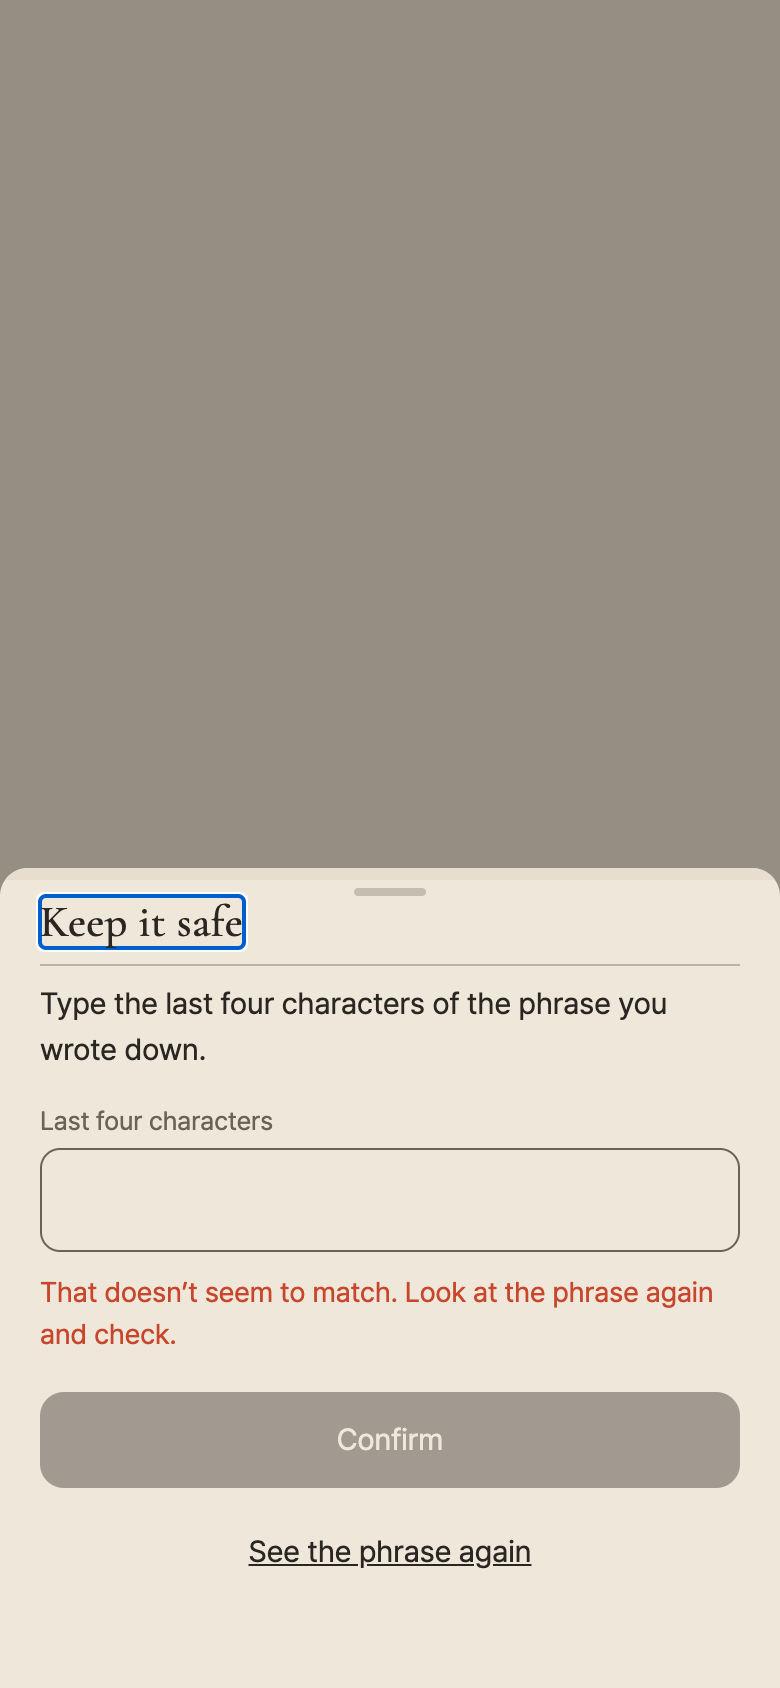 Keep it safe
Type the last four characters of the phrase you
wrote down.
Last four characters
That doesn’t seem to match. Look at the phrase again
and check.
Confirm
See the phrase again